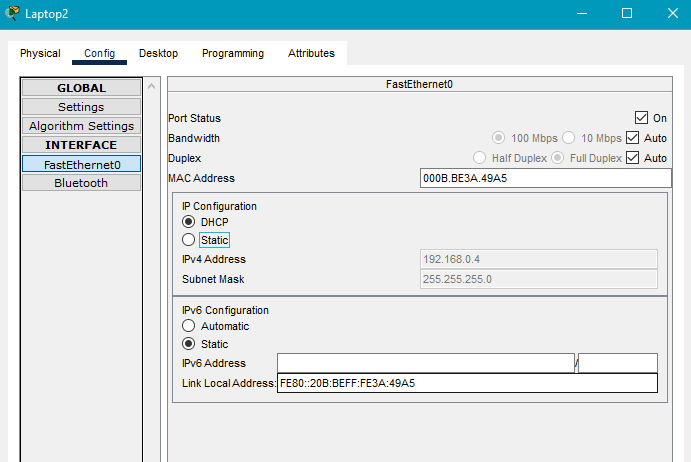 Laptop2
Physical Config Desktop Programming Attributes
GLOBAL
Settings
Algorithm Settings
INTERFACE
FastEthernet0
Bluetooth
FastEthernet0
Port Status On
Bandwidth 100 Mbps 10 Mbps Auto
Duplex Half Duplex Full Duplex Auto
MAC Address 000B.BE3A.49A5
IP Configuration
DHCP
Static
IPv4 Address 192.168.0.4
Subnet Mask 255.255.255.0
IPv6 Configuration
Automatic
Static
IPv6 Address /
Link Local Address: FE80::20B:BEFF:FE3A:49A5